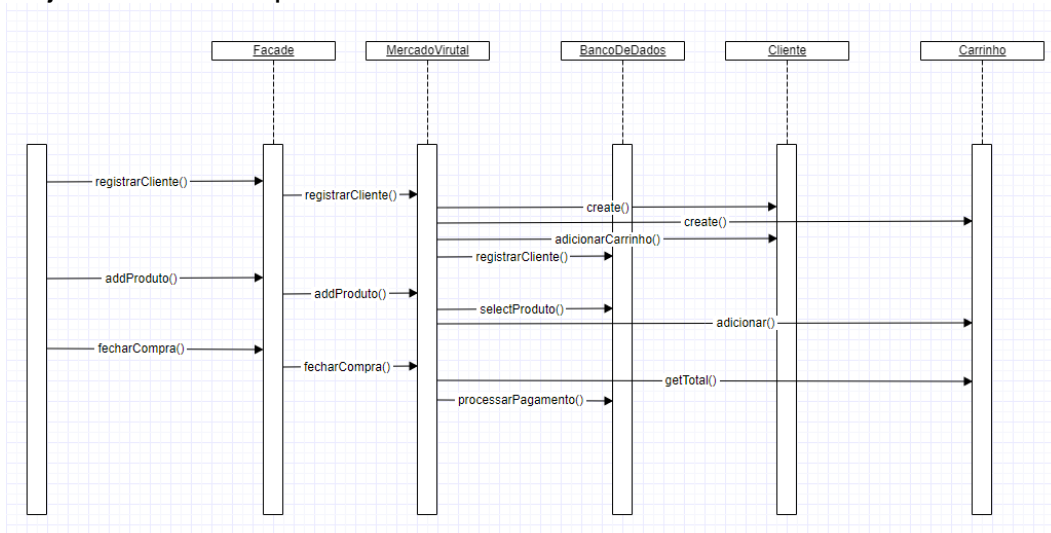 Facade
MercadoVirutal
BancoDeDados
Cliente
Carrinho
registrarCliente()
registrarCliente()
create()
create()
adicionarCarrinho()
registrarCliente()
addProduto()
addProduto()
selectProduto()
adicionar()
fecharCompra()
fecharCompra()
getTotal()
processarPagamento()